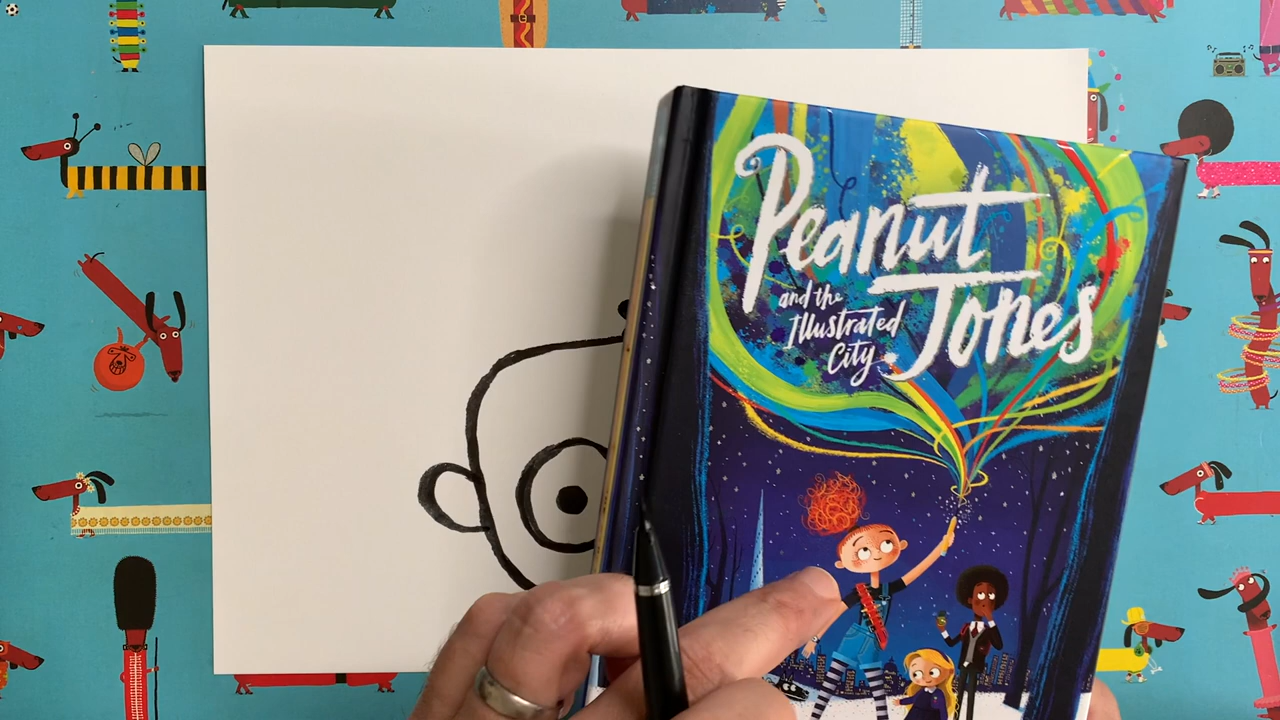 Peanut
and the
Illustrated
City
Jones